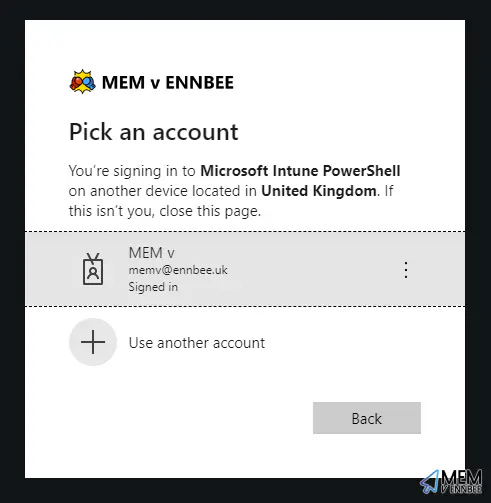 MEM v ENNBEE
Pick an account
You're signing in to Microsoft Intune PowerShell
on another device located in United Kingdom. If
this isn't you, close this page.
MEM v
memv@ennbee.uk
Signed in
Use another account
Back
MEM
V ENNBEE